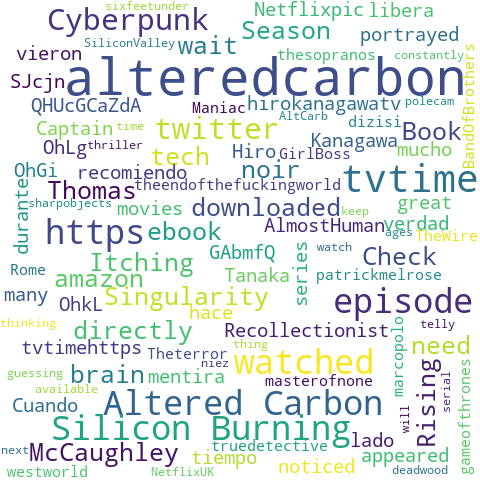 sixfeetunder
Cyberpunk Netflixpic libera
SiliconValley wait Season portrayed
vieron thesopranos constantly
alteredcarbon
SJcjn Maniac polecam
QHUcGCaZdA hirokanagawatv
Captain twitter AltCarb dizisi Book
time Kanagawa
OhLg thriller Hiro GirlBoss mucho
OhGi tech noir BandOfBrothers
recomiendo theendofthefuckingworld tvtime
Thomas
sharpobjects downloaded keep great
durante movies AlmostHuman verdad
https ebook ages TheWire
GAbmfQ watch Check
Rome Itching
amazon Tanaka series patrickmelrose
many Singularity episode
OhkL hace
thinking directly Recollectionist need
tvtimehttps Theterror thing telly
guessing brain mentira niez watched marcopolo
available masterofnone Rising
Cuando Altered Carbon serial
Silicon Burning will gameofthrones
next McCaughley truedetective lado appeared
tiempo noticed
westworld NetflixUK deadwood